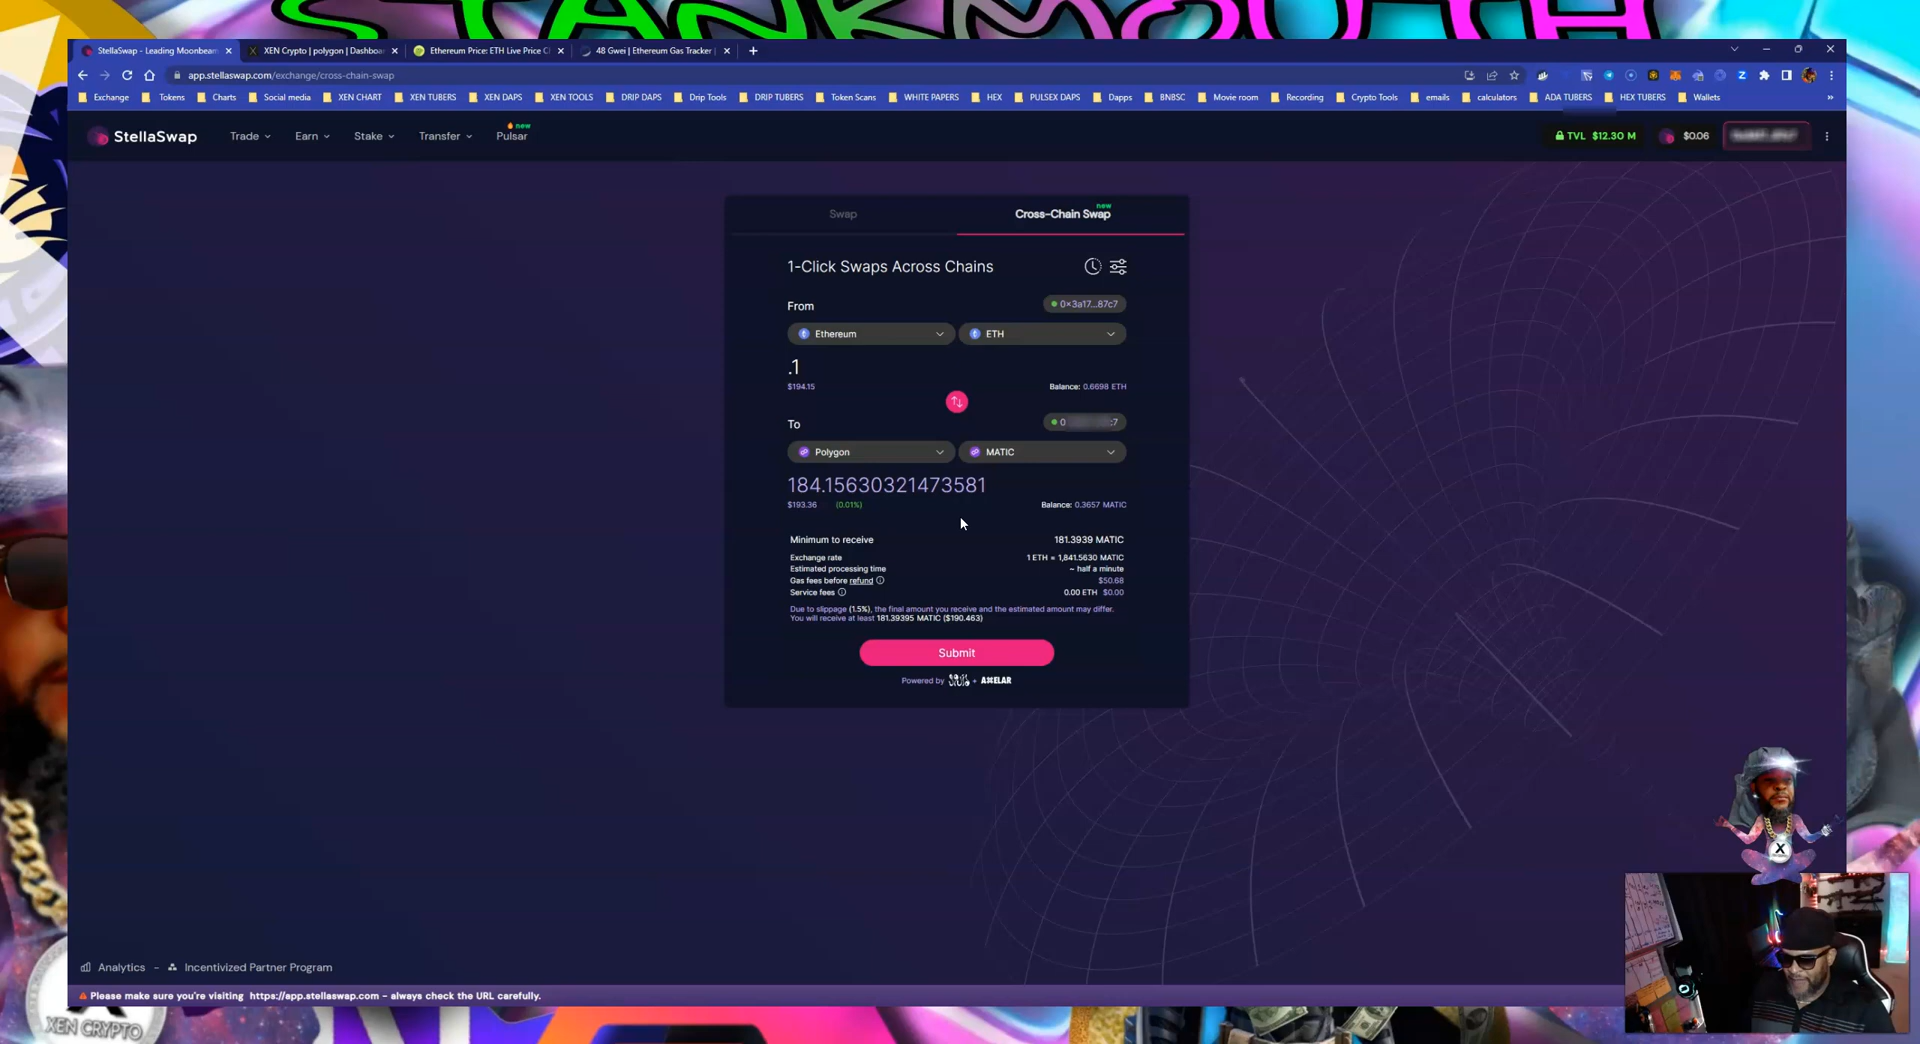 STANKMOUTH
StellaSwap - Leading Moonbeam
XEN Crypto | polygon | Dashboa
Ethereum Price: ETH Live Price C
48 Gwei | Ethereum Gas Tracker
app.stellaswap.com/exchange/cross-chain-swap
Exchange Tokens Charts Social media XEN CHART XEN TUBERS XEN DAPS XEN TOOLS DRIP DAPS Drip Tools DRIP TUBERS Token Scans WHITE PAPERS HEX PULSEX DAPS Dapps BNBSC Movie room Recording Crypto Tools emails calculators ADA TUBERS HEX TUBERS Wallets »
StellaSwap Trade Earn Stake Transfer Pulsar new TVL $12.30 M $0.06
Swap Cross-Chain Swap new
1-Click Swaps Across Chains
From 0×3a17...87c7
Ethereum ETH
.1
$194.15 Balance: 0.6698 ETH
To 0 :7
Polygon MATIC
184.15630321473581
$193.36 (0.01%) Balance: 0.3657 MATIC
Minimum to receive 181.3939 MATIC
Exchange rate 1 ETH = 1,841.5630 MATIC
Estimated processing time ~ half a minute
Gas fees before refund $50.68
Service fees 0.00 ETH $0.00
Due to slippage (1.5%), the final amount you receive and the estimated amount may differ.
You will receive at least 181.39395 MATIC ($190.463)
Submit
Powered by + AXELAR
X
Analytics - Incentivized Partner Program
Please make sure you're visiting https://app.stellaswap.com - always check the URL carefully.
XEN CRYPTO